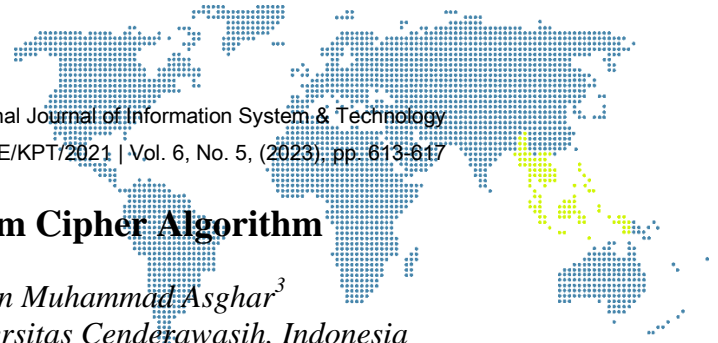 nal Journal of Information System & Technology
E/KPT/2021 | Vol. 6, No. 5, (2023), pp. 613-617
m Cipher Algorithm
n Muhammad Asghar3
ersitas Cenderawasih, Indonesia